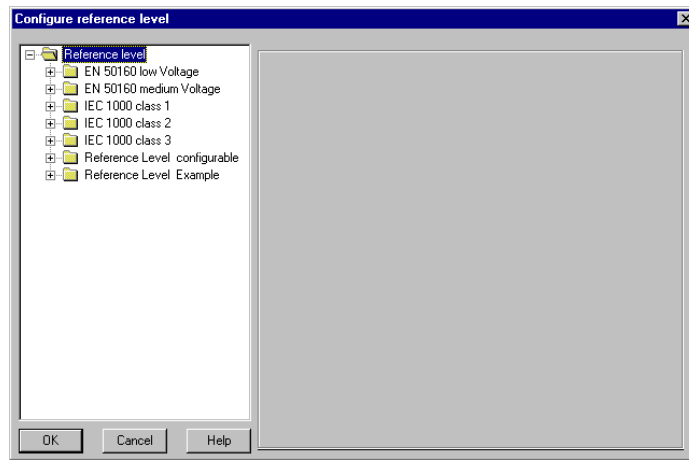 Configure reference level
Reference level
EN 50160 low Voltage
EN 50160 medium Voltage
IEC 1000 class 1
IEC 1000 class 2
IEC 1000 class 3
Reference Level configurable
Reference Level Example
OK Cancel Help